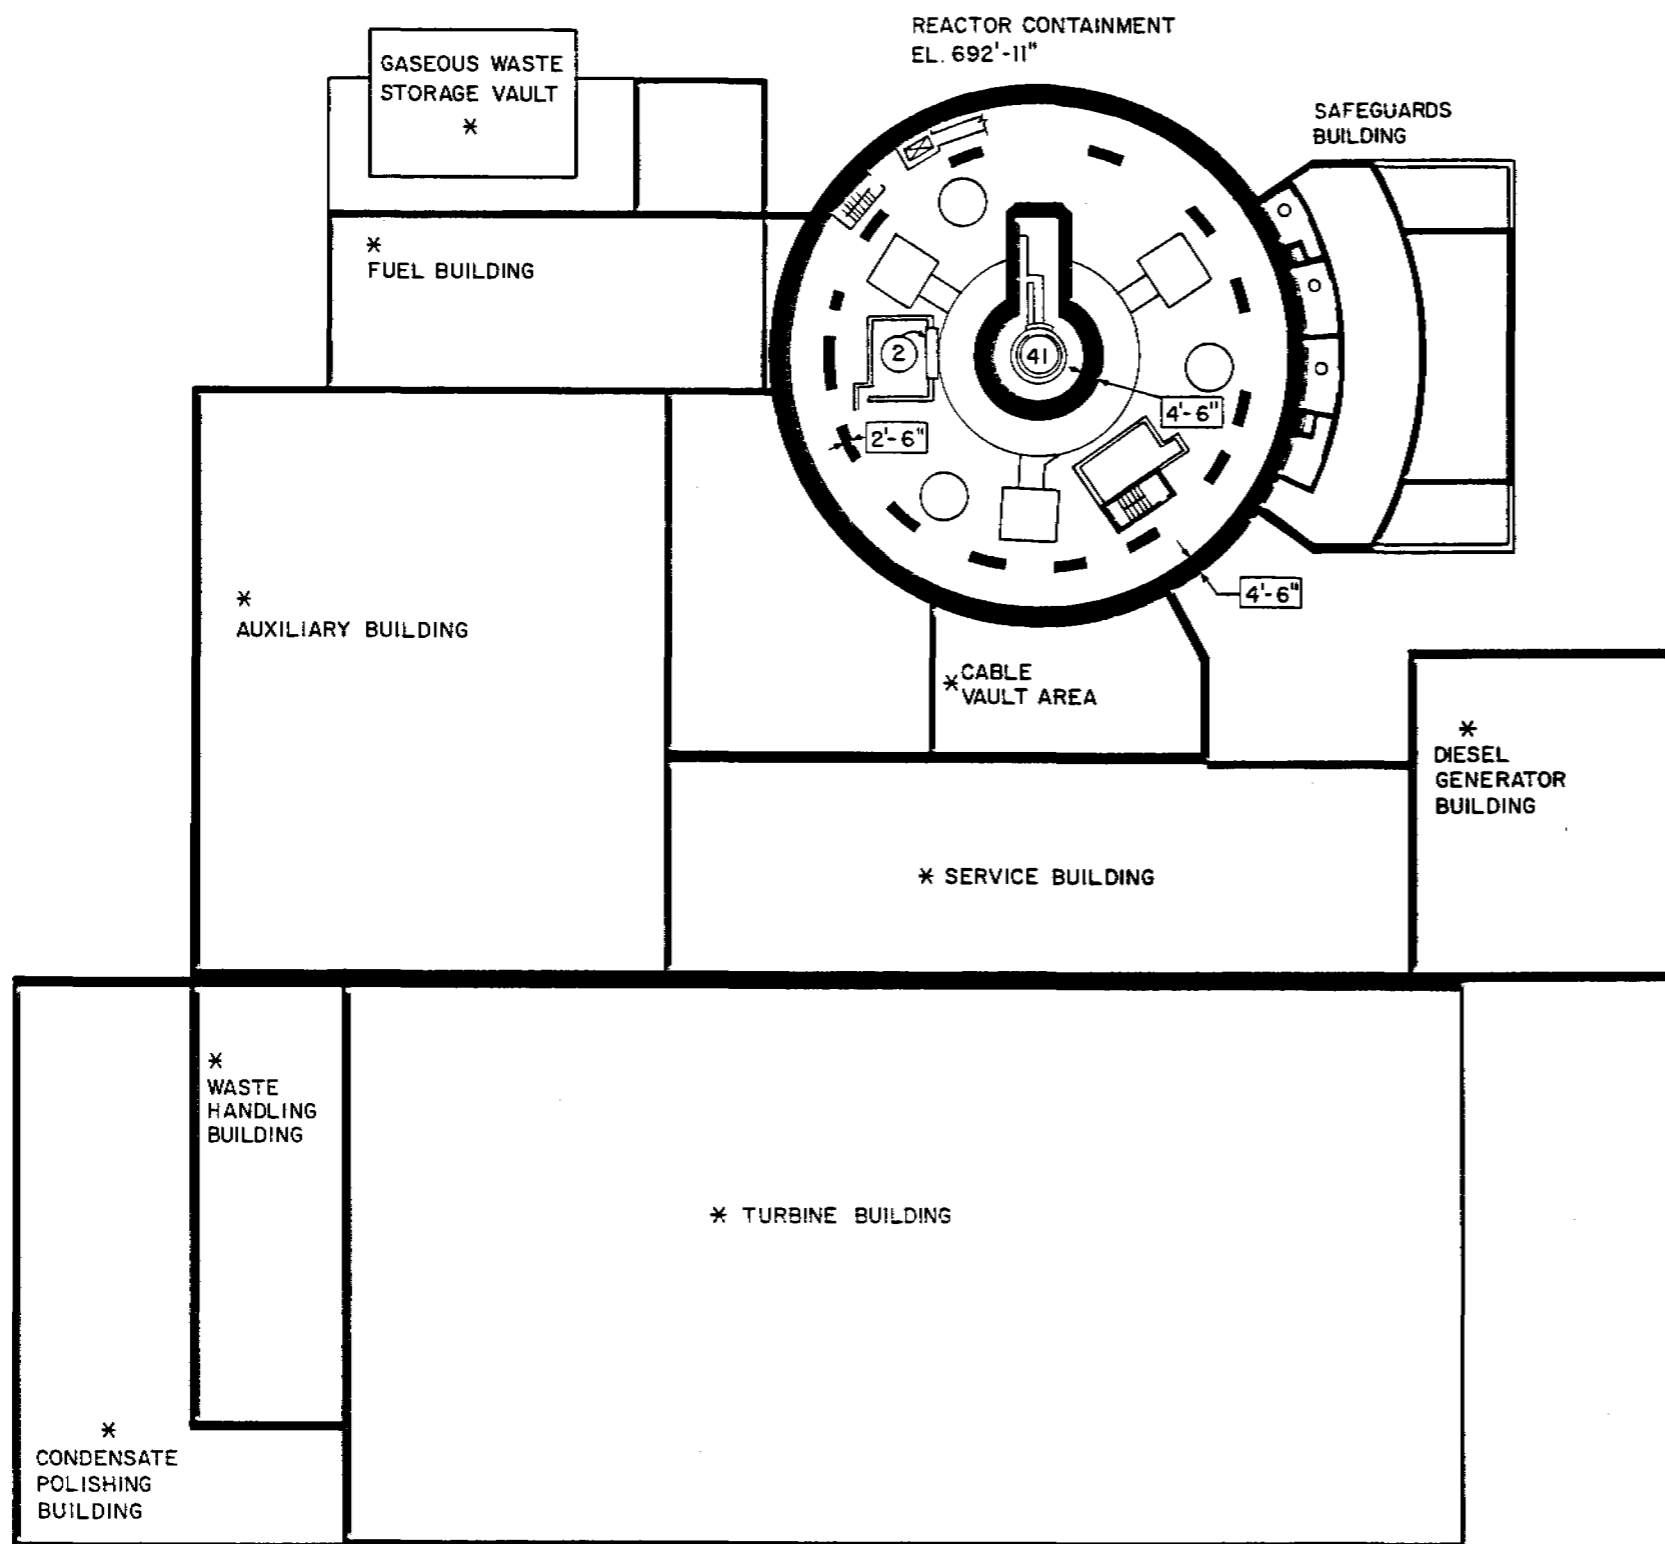 REACTOR CONTAINMENT
EL. 692'-11"
GASEOUS WASTE
STORAGE VAULT
*
SAFEGUARDS
BUILDING
*
FUEL BUILDING
2
41
4'-6"
2'-6"
4'-6"
*
AUXILIARY BUILDING
* CABLE
VAULT AREA
*
DIESEL
GENERATOR
BUILDING
* SERVICE BUILDING
*
WASTE
HANDLING
BUILDING
* TURBINE BUILDING
*
CONDENSATE
POLISHING
BUILDING